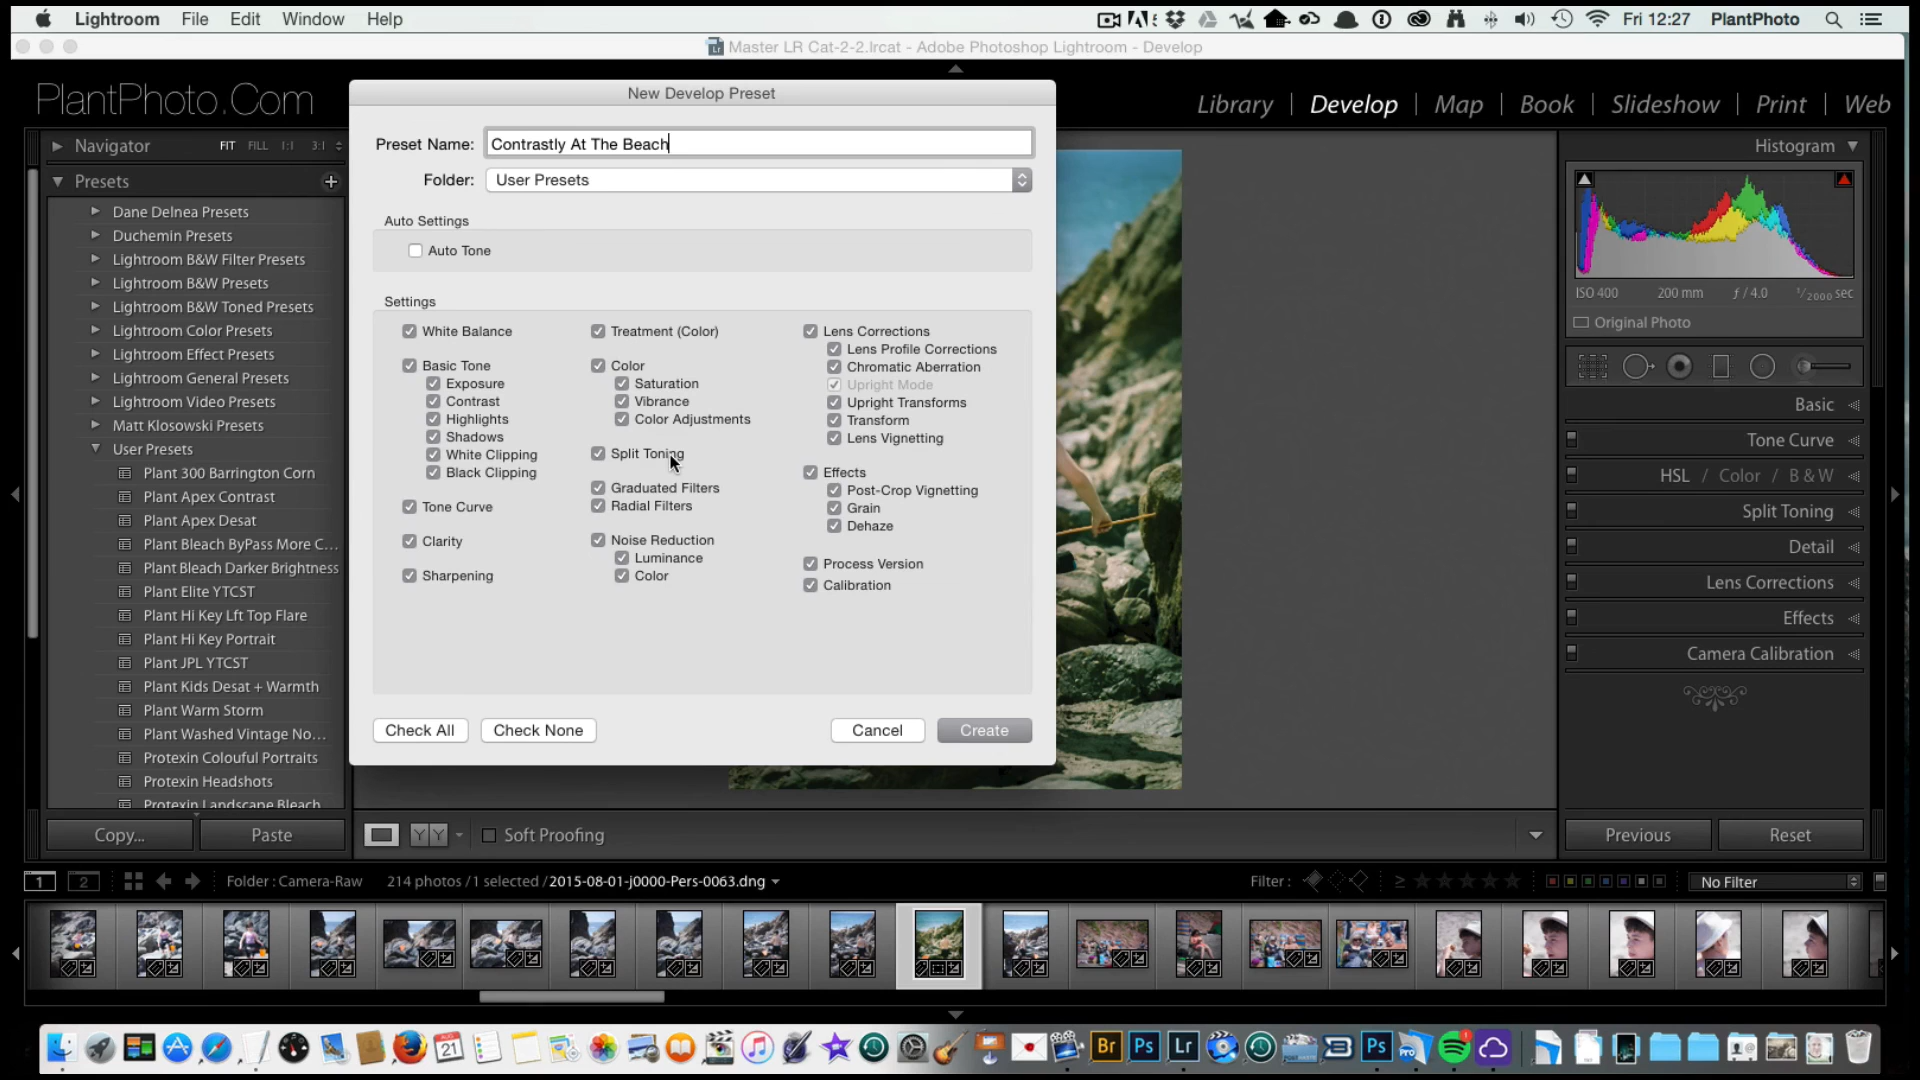 Lightroom File Edit Window Help
Fri 12:27 PlantPhoto
Master LR Cat-2-2.lrcat - Adobe Photoshop Lightroom - Develop
PlantPhoto.Com
Library | Develop | Map | Book | Slideshow | Print | Web
Navigator FIT FILL 1:1 3:1
Presets +
Dane Delnea Presets
Duchemin Presets
Lightroom B&W Filter Presets
Lightroom B&W Presets
Lightroom B&W Toned Presets
Lightroom Color Presets
Lightroom Effect Presets
Lightroom General Presets
Lightroom Video Presets
Matt Klosowski Presets
User Presets
Plant 300 Barrington Corn
Plant Apex Contrast
Plant Apex Desat
Plant Bleach ByPass More C...
Plant Bleach Darker Brightness
Plant Elite YTCST
Plant Hi Key Lft Top Flare
Plant Hi Key Portrait
Plant JPL YTCST
Plant Kids Desat + Warmth
Plant Warm Storm
Plant Washed Vintage No...
Protexin Colouful Portraits
Protexin Headshots
Protexin Landscape Bleach
Copy... Paste
New Develop Preset
Preset Name: Contrastly At The Beach
Folder: User Presets
Auto Settings
Auto Tone
Settings
White Balance
Basic Tone
Exposure
Contrast
Highlights
Shadows
White Clipping
Black Clipping
Tone Curve
Clarity
Sharpening
Treatment (Color)
Color
Saturation
Vibrance
Color Adjustments
Split Toning
Graduated Filters
Radial Filters
Noise Reduction
Luminance
Color
Lens Corrections
Lens Profile Corrections
Chromatic Aberration
Upright Mode
Upright Transforms
Transform
Lens Vignetting
Effects
Post-Crop Vignetting
Grain
Dehaze
Process Version
Calibration
Check All Check None Cancel Create
Histogram
ISO 400 200 mm ƒ / 4.0 1/2000 sec
Original Photo
Basic
Tone Curve
HSL / Color / B & W
Split Toning
Detail
Lens Corrections
Effects
Camera Calibration
Soft Proofing
Previous Reset
1 2 Folder : Camera-Raw 214 photos / 1 selected / 2015-08-01-j0000-Pers-0063.dng Filter : No Filter
21
Br Ps Lr Ps